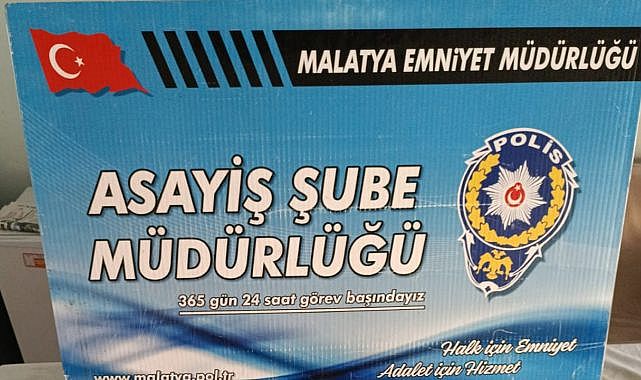 MALATYA EMNİYET MÜDÜRLÜĞÜ
POLİS
ASAYİŞ ŞUBE
MÜDÜRLÜĞÜ
365 gün 24 saat görev başındayız
Halk için Emniyet
Adalet için Hizmet
www.malatya.pol.tr